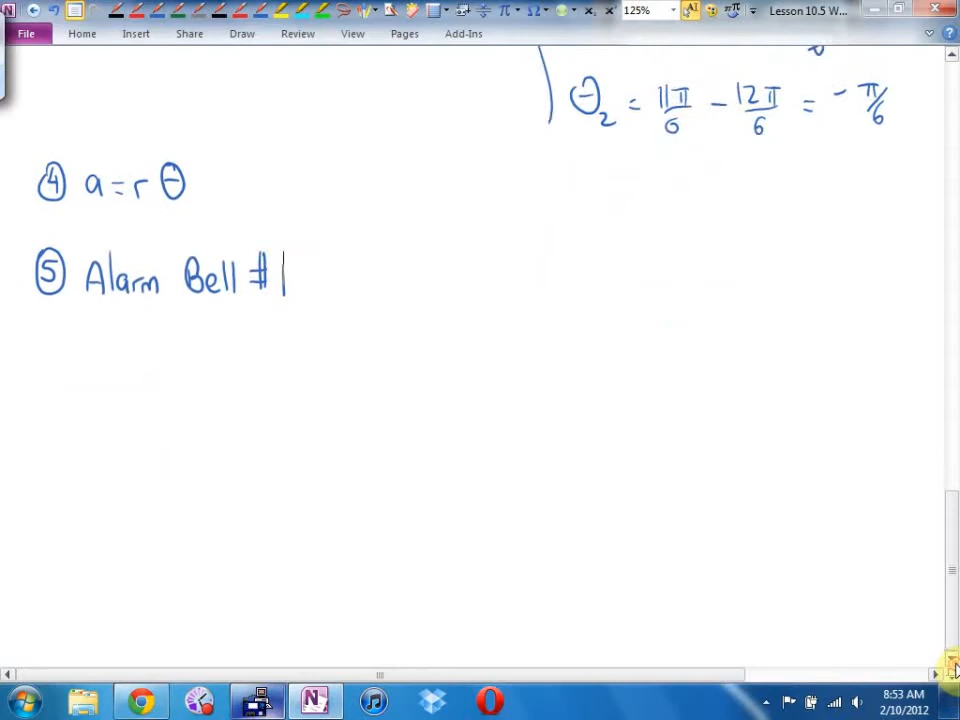 125%
Lesson 10.5 W...
File Home Insert Share Draw Review View Pages Add-Ins
θ₂ = 11π/6 − 12π/6 = −π/6
④ a = r θ
⑤ Alarm Bell #1
8:53 AM
2/10/2012